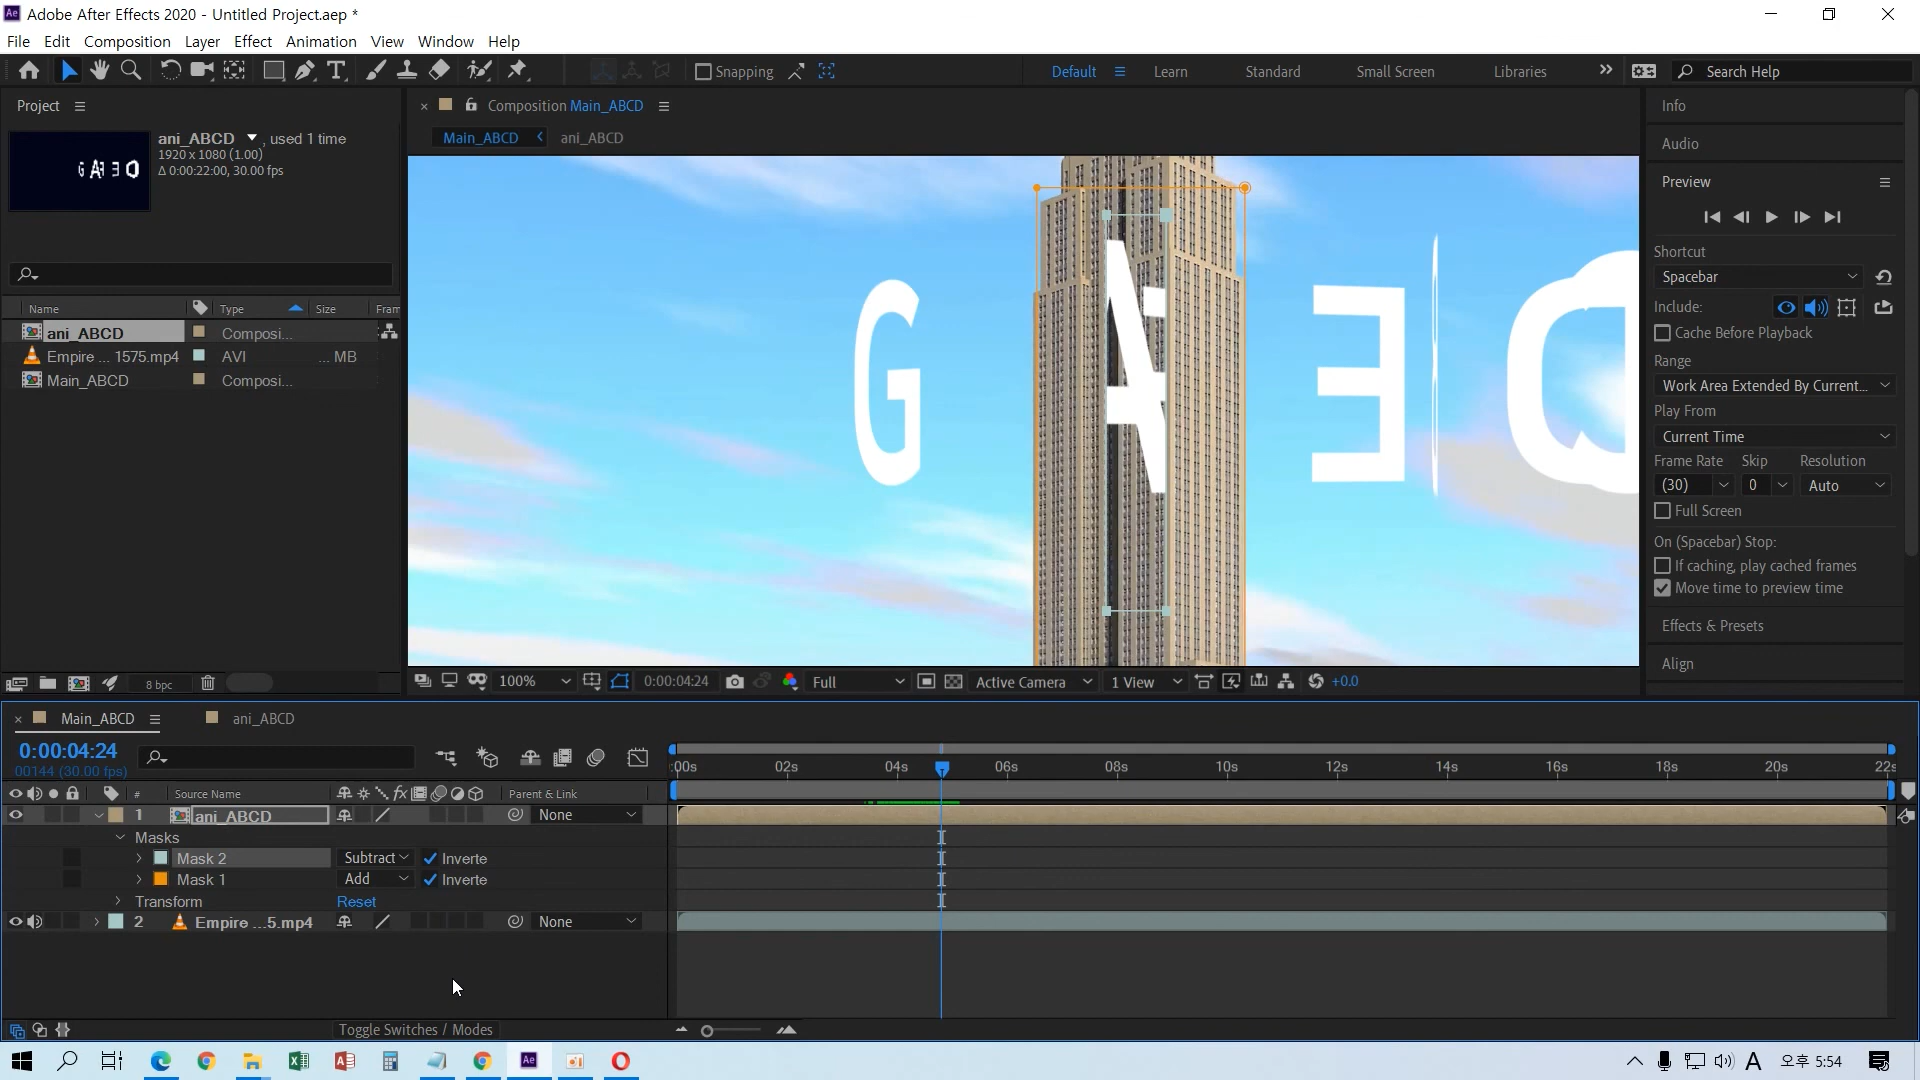 Adobe After Effects 2020 - Untitled Project.aep *
File Edit Composition Layer Effect Animation View Window Help
Snapping
Default Learn Standard Small Screen Libraries
Search Help
Project
ani_ABCD , used 1 time
1920 x 1080 (1.00)
Δ 0:00:22:00, 30.00 fps
Name Type Size Fram
ani_ABCD Composi...
Empire ... 1575.mp4 AVI ... MB
Main_ABCD Composi...
8 bpc
Composition Main_ABCD
Main_ABCD ani_ABCD
G A
100% 0:00:04:24 Full Active Camera 1 View +0.0
Info
Audio
Preview
Shortcut
Spacebar
Include:
Cache Before Playback
Range
Work Area Extended By Current...
Play From
Current Time
Frame Rate Skip Resolution
(30) 0 Auto
Full Screen
On (Spacebar) Stop:
If caching, play cached frames
Move time to preview time
Effects & Presets
Align
Main_ABCD ani_ABCD
0:00:04:24
00144 (30.00 fps)
:00s 02s 04s 06s 08s 10s 12s 14s 16s 18s 20s 22s
# Source Name Parent & Link
1 ani_ABCD None
Masks
Mask 2 Subtract Inverte
Mask 1 Add Inverte
Transform Reset
2 Empire ...5.mp4 None
Toggle Switches / Modes
A 오후 5:54